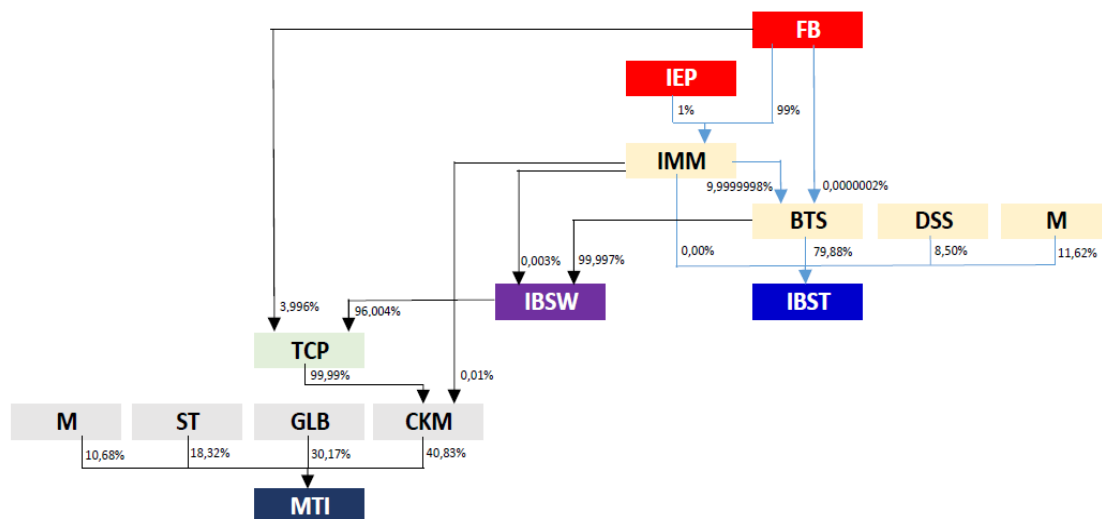 FB
IEP
1%
99%
IMM
9,9999998%
0,0000002%
BTS
DSS
M
0,003%
99,997%
0,00%
79,88%
8,50%
11,62%
IBSW
IBST
3,996%
96,004%
TCP
99,99%
0,01%
M
ST
GLB
CKM
10,68%
18,32%
30,17%
40,83%
MTI